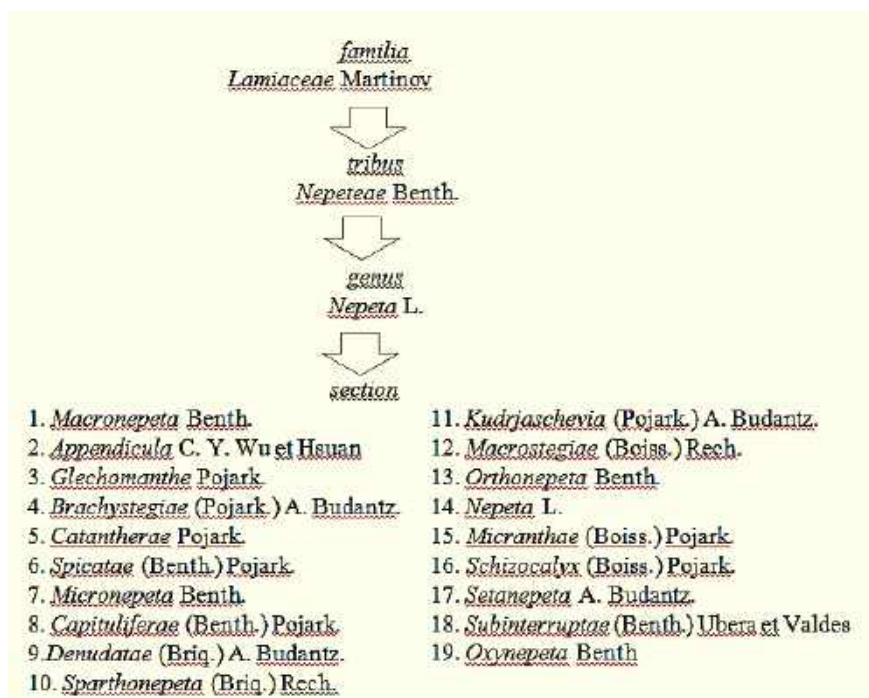 familia
Lamiaceae Martinov
tribus
Nepeteae Benth.
genus
Nepeta L.
section
1. Macronepeta Benth.
2. Appendicula C. Y. Wu et Hsuan
3. Glechomanthe Pojark.
4. Brachystegiae (Pojark.) A. Budantz.
5. Catantherae Pojark.
6. Spicatae (Benth.) Pojark.
7. Micronepeta Benth.
8. Capituliferae (Benth.) Pojark.
9.Denudatae (Briq.) A. Budantz.
10. Sparthonepeta (Briq.) Rech.
11. Kudrjaschevia (Pojark.) A. Budantz.
12. Macrostegiae (Boiss.) Rech.
13. Orthonepeta Benth.
14. Nepeta L.
15. Micranthae (Boiss.) Pojark.
16. Schizocalyx (Boiss.) Pojark.
17. Setanepeta A. Budantz.
18. Subinterruptae (Benth.) Ubera et Valdes
19. Oxynepeta Benth